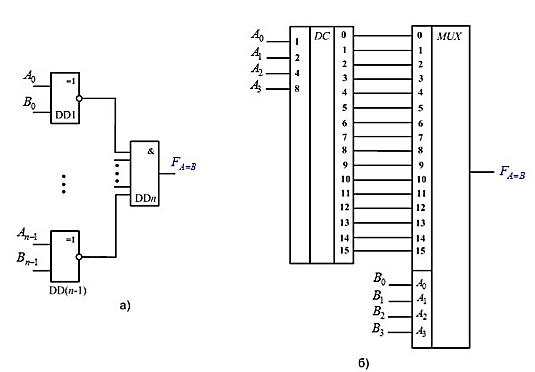 A₀
=1
B₀
DD1
&
F_A=B
DDn
Aₙ₋₁
=1
Bₙ₋₁
DD(n-1)
а)
A₀ 1 DC 0 0 MUX
1 1
A₁ 2 2 2
A₂ 4 3 3
A₃ 8 4 4
5 5
6 6
7 7
8 8
9 9
10 10 F_A=B
11 11
12 12
13 13
14 14
15 15
B₀ A₀
B₁ A₁
B₂ A₂
B₃ A₃
б)